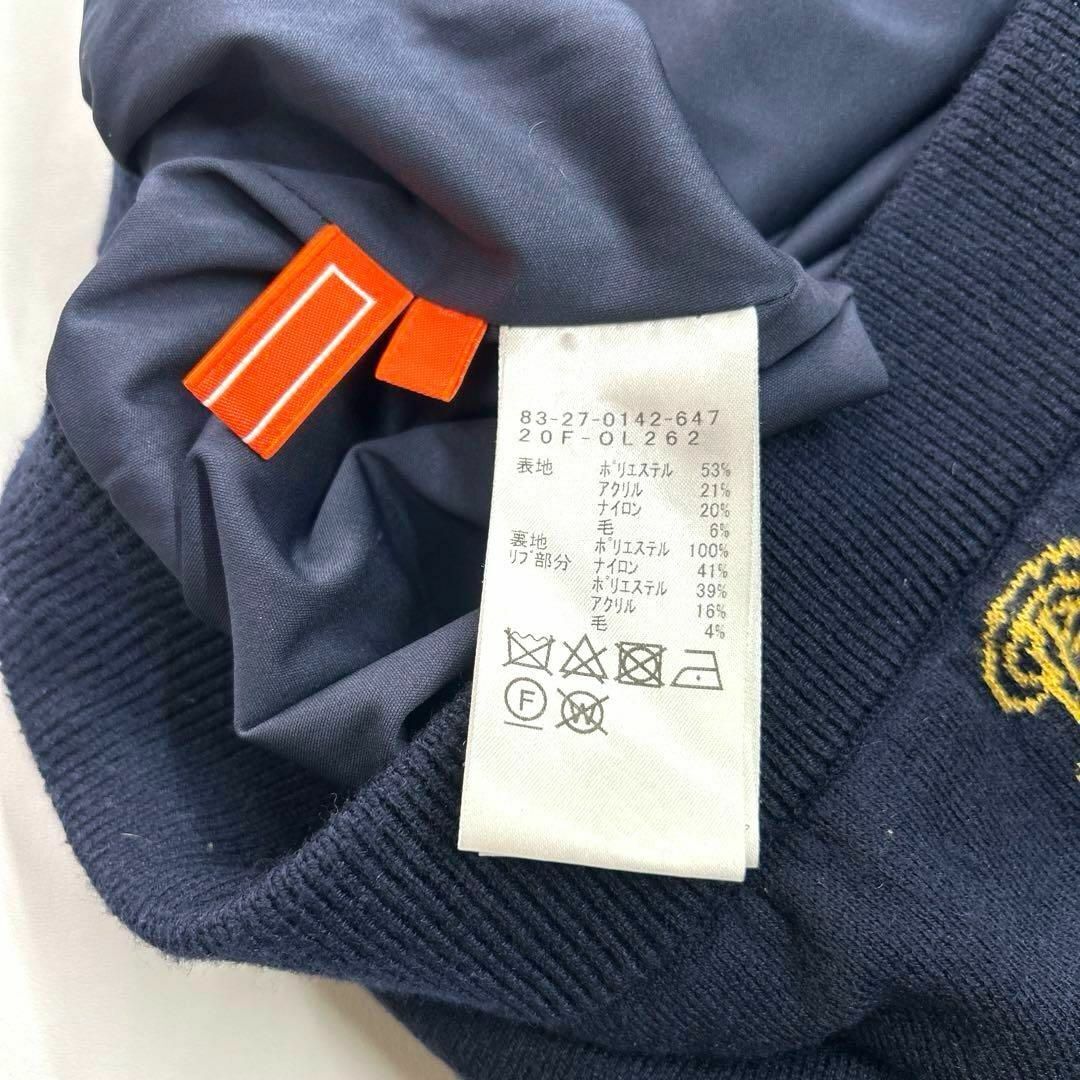 83-27-0142-647
20F-OL262
表地 ポリエステル 53%
アクリル 21%
ナイロン 20%
毛 6%
裏地 ポリエステル 100%
リブ部分 ナイロン 41%
ポリエステル 39%
アクリル 16%
毛 4%
F
W